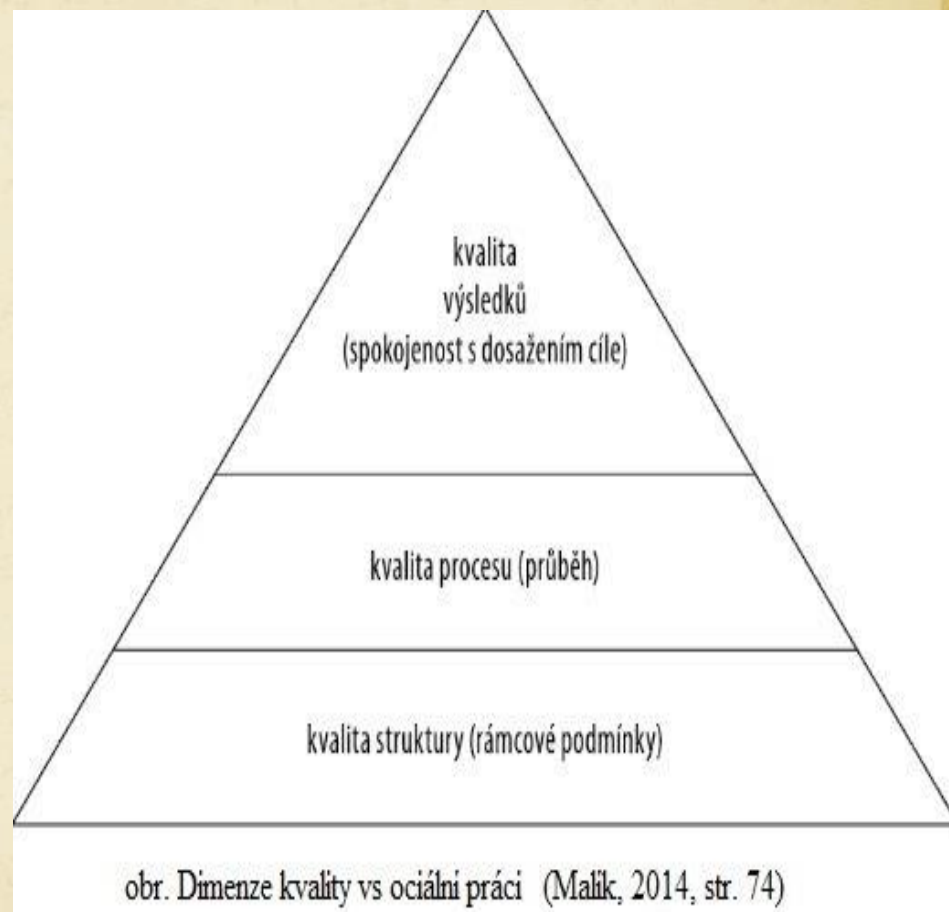 kvalita
výsledků
(spokojenost s dosažením cíle)
kvalita procesu (průběh)
kvalita struktury (rámcové podmínky)
obr. Dimenze kvality vs ociální práci (Malík, 2014, str. 74)